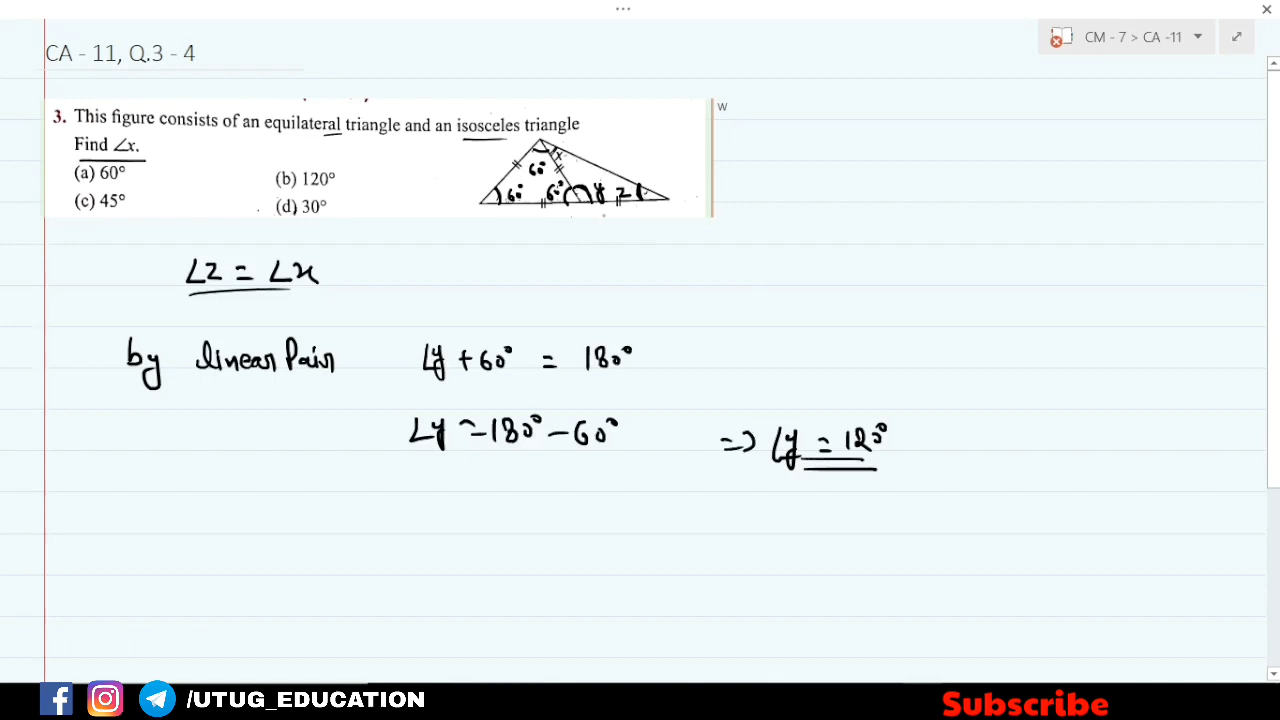 CM - 7 > CA -11
CA - 11, Q.3 - 4
3. This figure consists of an equilateral triangle and an isosceles triangle
Find ∠x.
(a) 60° (b) 120°
(c) 45° (d) 30°
x
60°
60° 60° y z
w
∠z = ∠x
by linear Pair ∠y + 60° = 180°
∠y = 180° - 60° => ∠y = 120°
/UTUG_EDUCATION
Subscribe